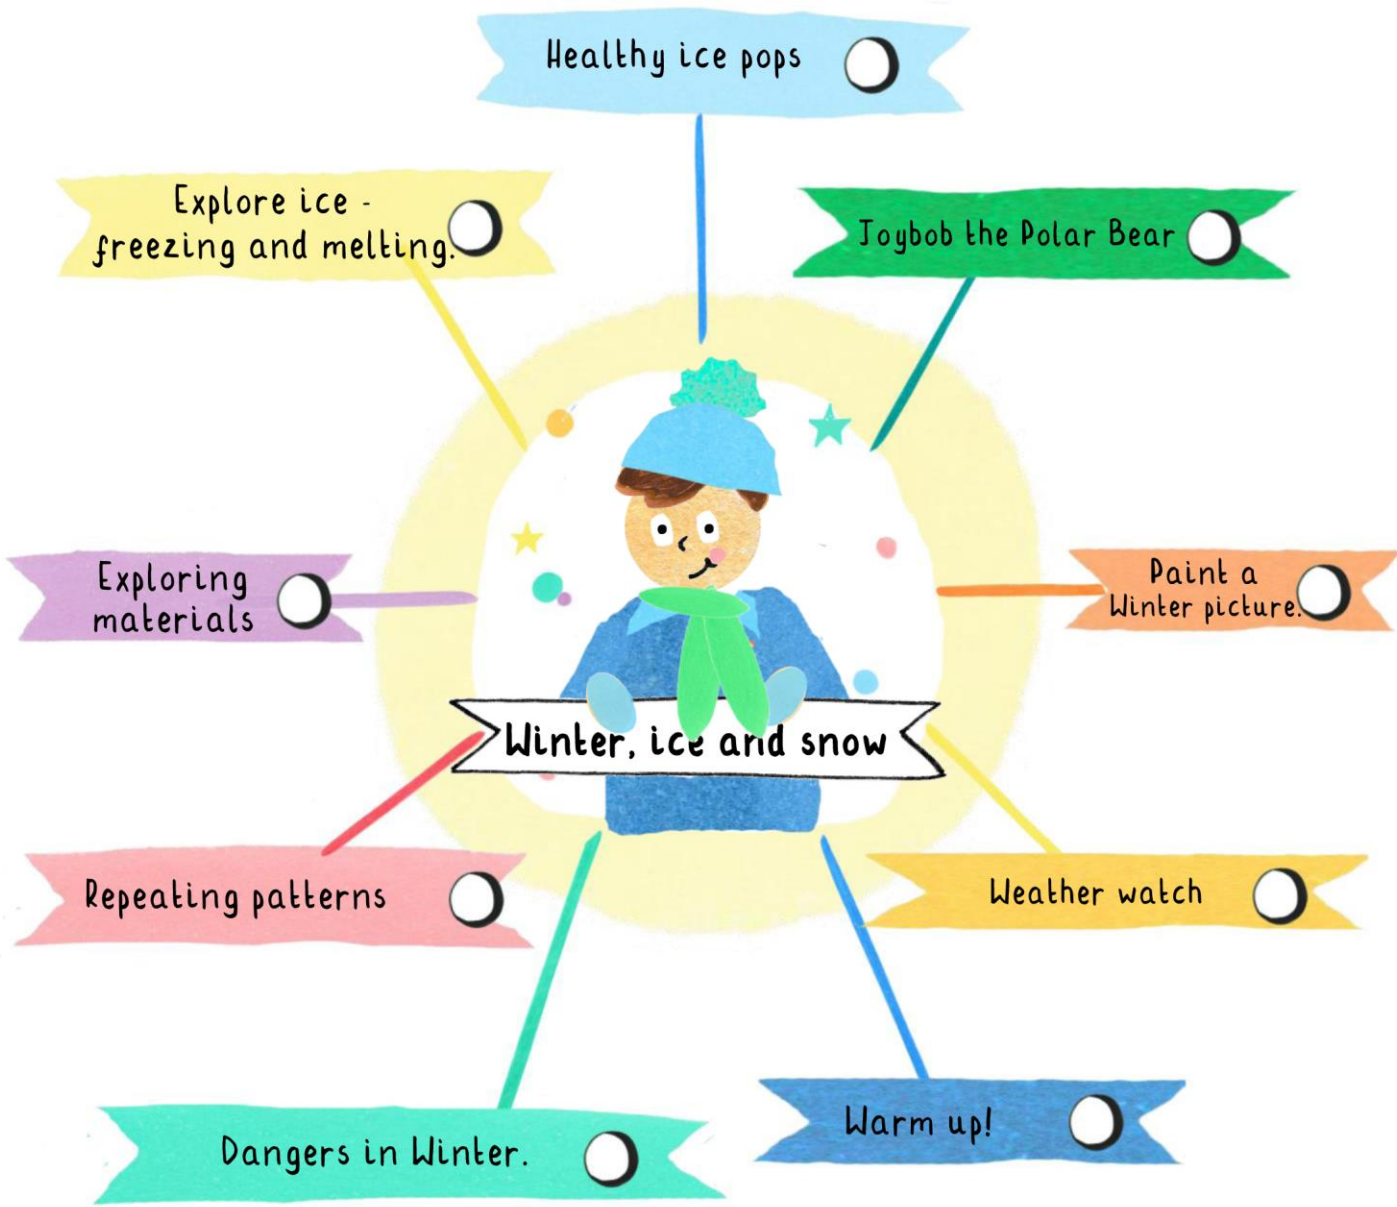 Healthy ice pops
Explore ice -
freezing and melting.
Joybob the Polar Bear
Exploring
materials
Paint a
Winter picture.
Winter, ice and snow
Repeating patterns
Weather watch
Dangers in Winter.
Warm up!